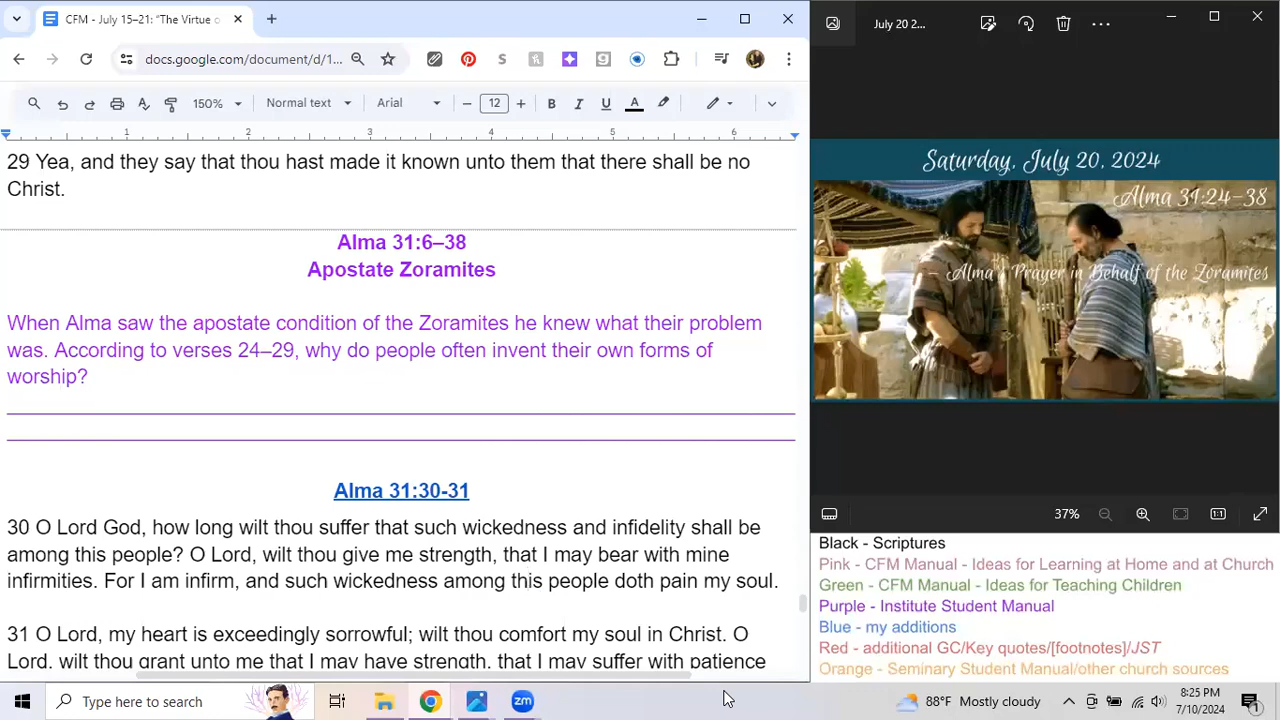 CFM - July 15–21: “The Virtue o
docs.google.com/document/d/1...
150%
Normal text
Arial
12
B I U A
1 2 3 4 5 6
29 Yea, and they say that thou hast made it known unto them that there shall be no
Christ.
Alma 31:6–38
Apostate Zoramites
When Alma saw the apostate condition of the Zoramites he knew what their problem
was. According to verses 24–29, why do people often invent their own forms of
worship?
Alma 31:30-31
30 O Lord God, how long wilt thou suffer that such wickedness and infidelity shall be
among this people? O Lord, wilt thou give me strength, that I may bear with mine
infirmities. For I am infirm, and such wickedness among this people doth pain my soul.
31 O Lord, my heart is exceedingly sorrowful; wilt thou comfort my soul in Christ. O
Lord, wilt thou grant unto me that I may have strength, that I may suffer with patience
July 20 2...
Saturday, July 20, 2024
Alma 31:24-38
– Alma's Prayer in Behalf of the Zoramites
37%
1:1
Black - Scriptures
Pink - CFM Manual - Ideas for Learning at Home and at Church
Green - CFM Manual - Ideas for Teaching Children
Purple - Institute Student Manual
Blue - my additions
Red - additional GC/Key quotes/[footnotes]/JST
Orange - Seminary Student Manual/other church sources
Type here to search
zm
88°F Mostly cloudy
8:25 PM
7/10/2024
1